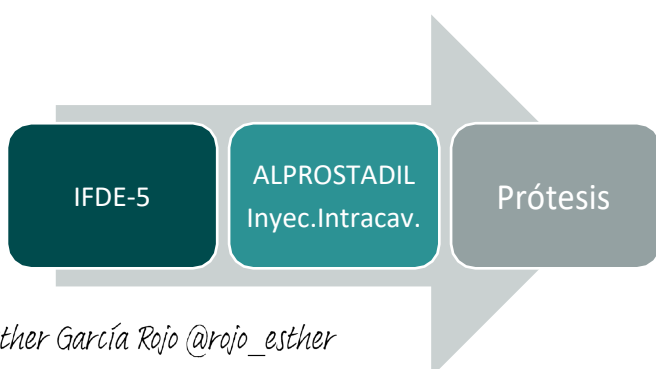 IFDE-5
ALPROSTADIL
Inyec.Intracav.
Prótesis
ther García Rojo @rojo_esther